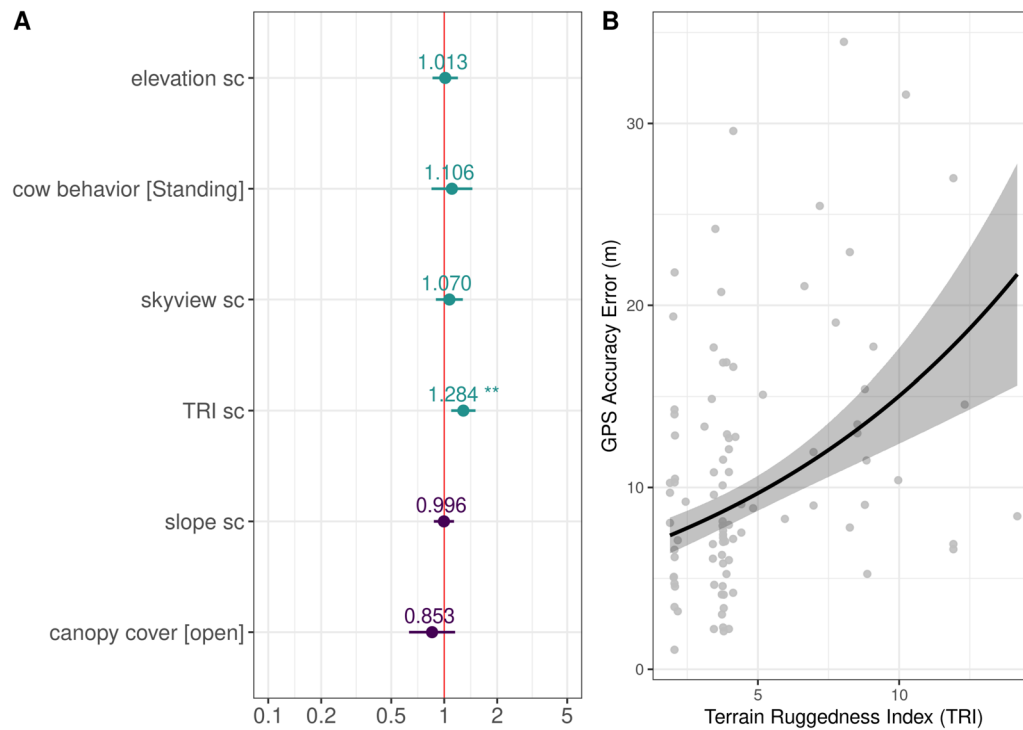 A
elevation sc
1.013
cow behavior [Standing]
1.106
skyview sc
1.070
TRI sc
1.284 **
slope sc
0.996
canopy cover [open]
0.853
0.1 0.2 0.5 1 2 5
B
GPS Accuracy Error (m)
30
20
10
0
5 10
Terrain Ruggedness Index (TRI)